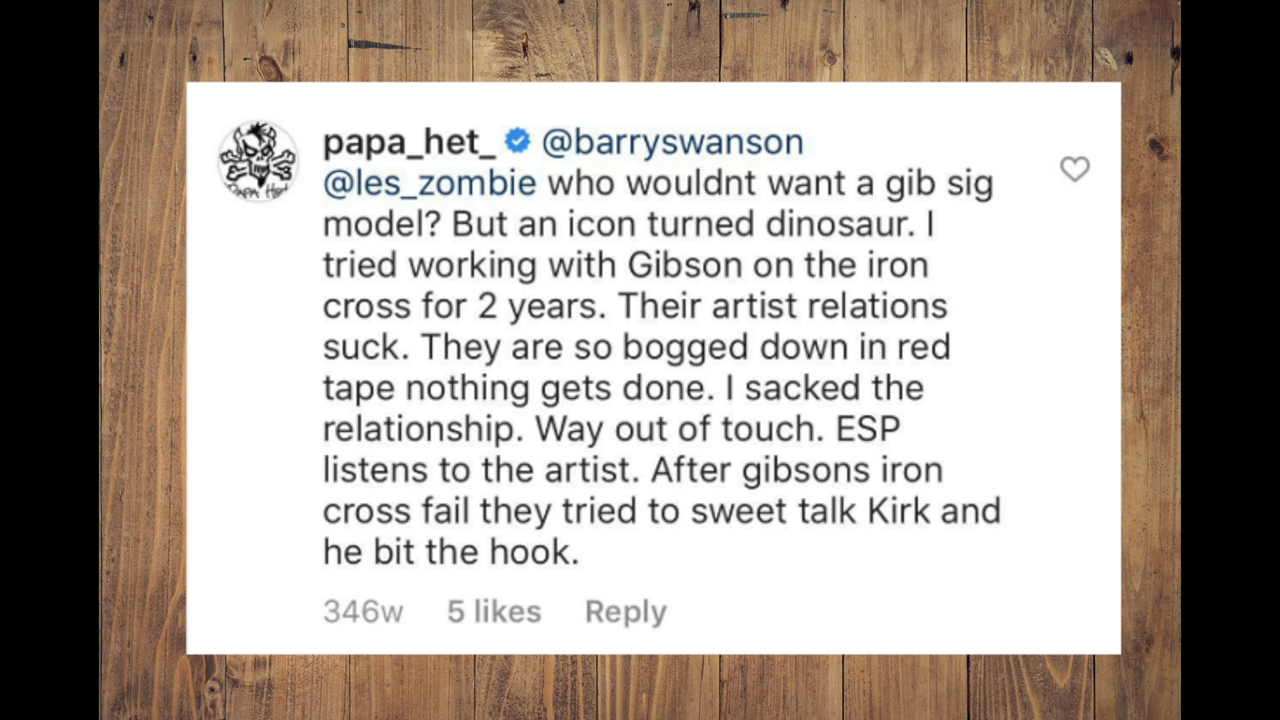 papa_het_ @barryswanson
@les_zombie who wouldnt want a gib sig
model? But an icon turned dinosaur. I
tried working with Gibson on the iron
cross for 2 years. Their artist relations
suck. They are so bogged down in red
tape nothing gets done. I sacked the
relationship. Way out of touch. ESP
listens to the artist. After gibsons iron
cross fail they tried to sweet talk Kirk and
he bit the hook.
346w 5 likes Reply
PAPA HET